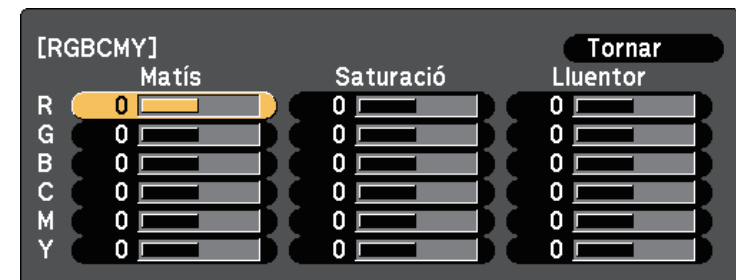 [RGBCMY] Tornar
Matís Saturació Lluentor
R 0 0 0
G 0 0 0
B 0 0 0
C 0 0 0
M 0 0 0
Y 0 0 0